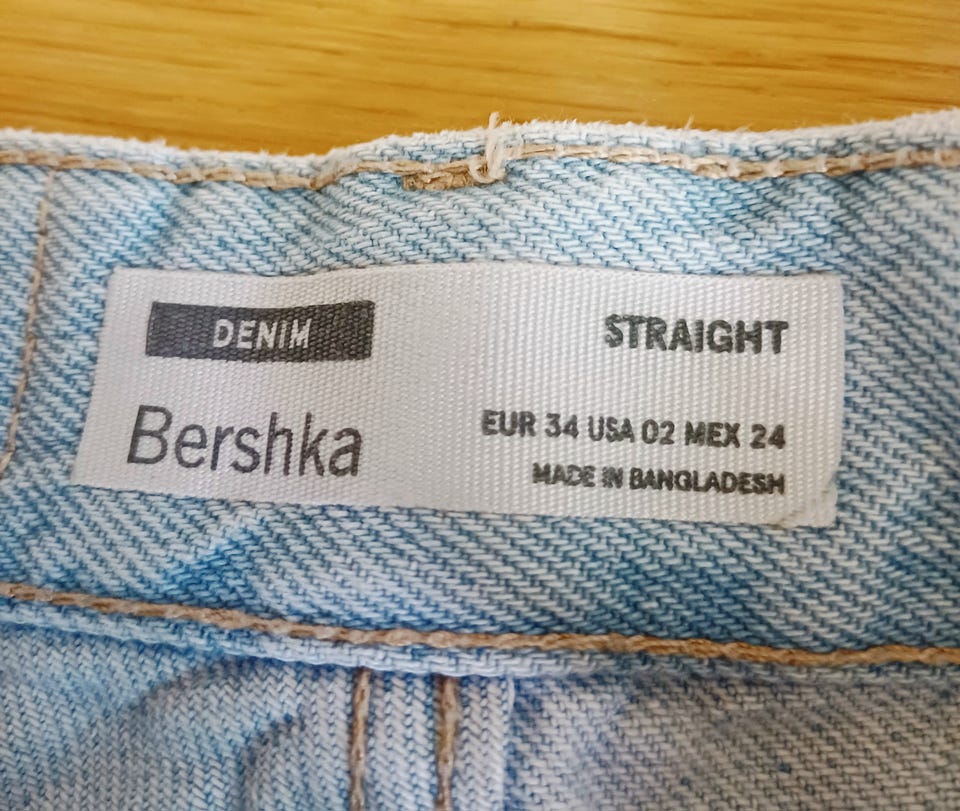 DENIM
Bershka
STRAIGHT
EUR 34 USA 02 MEX 24
MADE IN BANGLADESH